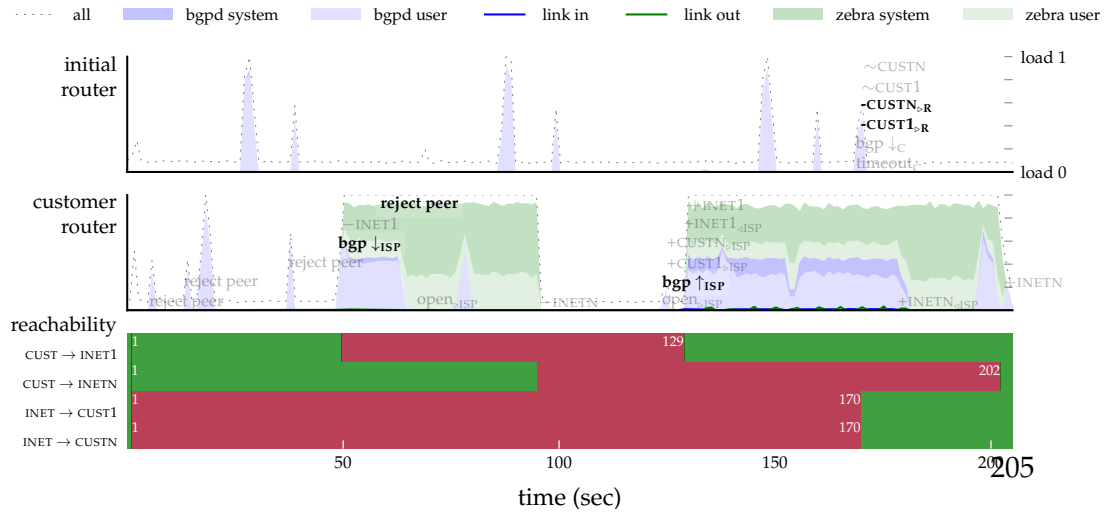 all bgpd system bgpd user link in link out zebra system zebra user
initial router
load 1
∼CUSTN
∼CUST1
-CUSTN▹R
-CUST1▹R
bgp ↓C
timeoutC
load 0
customer router
reject peer
−INET1
bgp ↓ISP
reject peer
reject peer
reject peer
open▹ISP
−INETN
+INET1◃ISP
+CUSTN▹ISP
+CUST1▹ISP
bgp ↑ISP
open▹ISP
+INETN◃ISP
+INETN
reachability
CUST → INET1
1
129
CUST → INETN
1
202
INET → CUST1
1
170
INET → CUSTN
1
170
50
100
150
200
205
time (sec)